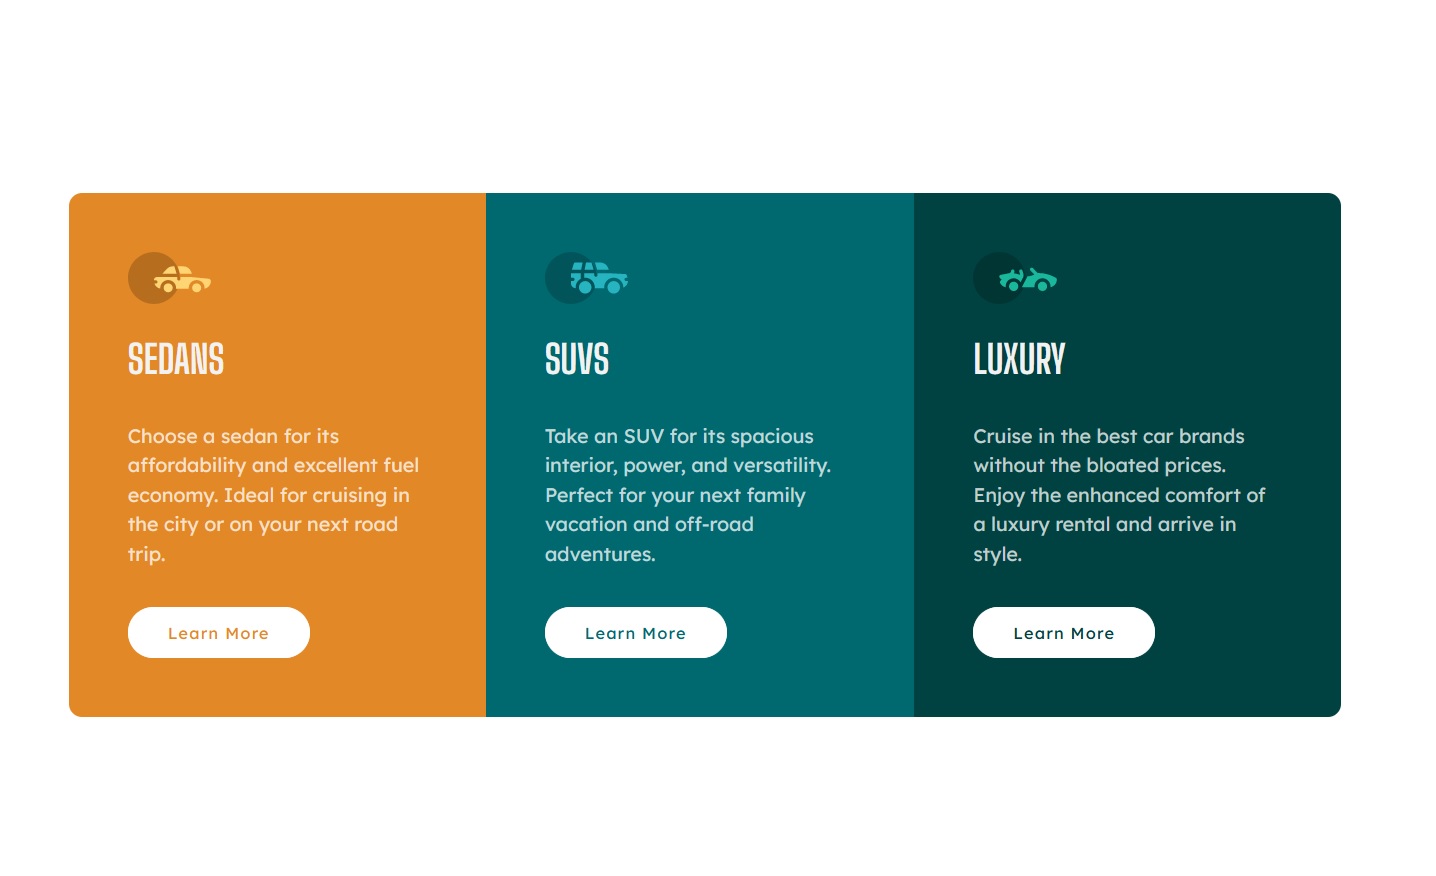 SEDANS
Choose a sedan for its
affordability and excellent fuel
economy. Ideal for cruising in
the city or on your next road
trip.
Learn More
SUVS
Take an SUV for its spacious
interior, power, and versatility.
Perfect for your next family
vacation and off-road
adventures.
Learn More
LUXURY
Cruise in the best car brands
without the bloated prices.
Enjoy the enhanced comfort of
a luxury rental and arrive in
style.
Learn More